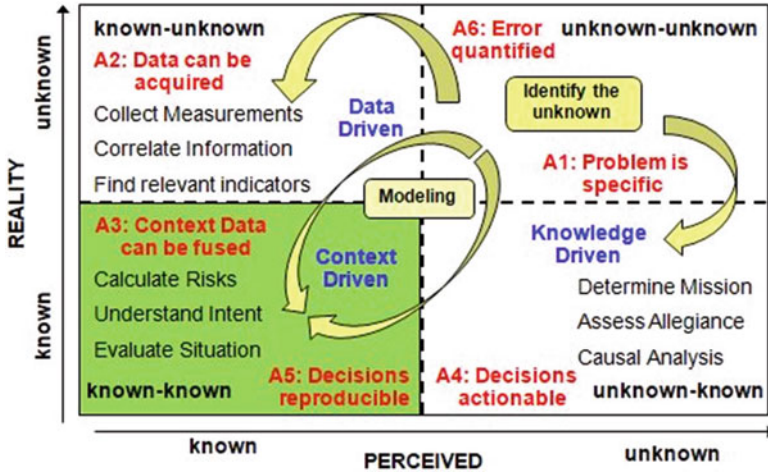 known-unknown
A2: Data can be
acquired
Collect Measurements
Correlate Information
Find relevant indicators
Data
Driven
A6: Error
quantified
unknown-unknown
Identify the
unknown
A1: Problem is
specific
Modeling
A3: Context Data
can be fused
Calculate Risks
Understand Intent
Evaluate Situation
known-known
Context
Driven
A5: Decisions
reproducible
Knowledge
Driven
Determine Mission
Assess Allegiance
Causal Analysis
A4: Decisions
actionable
unknown-known
REALITY
unknown
known
known
PERCEIVED
unknown